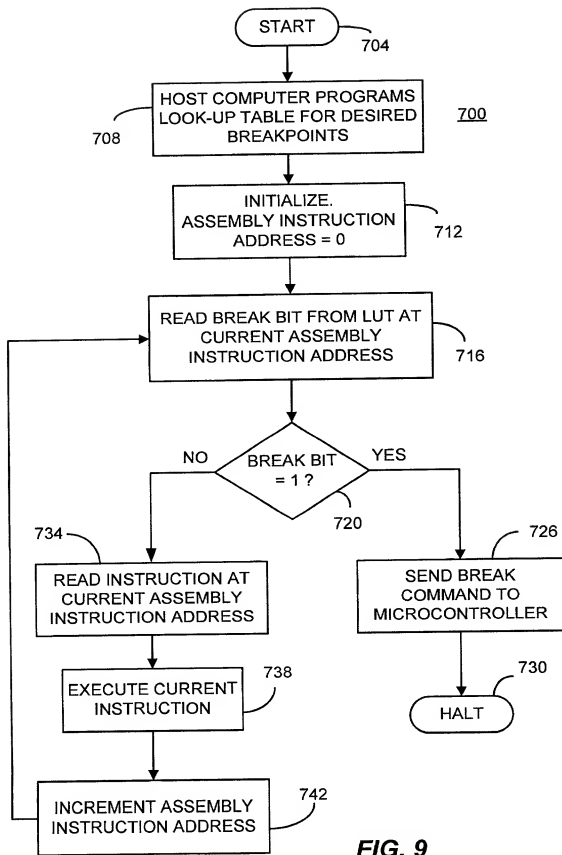 START
704
HOST COMPUTER PROGRAMS
LOOK-UP TABLE FOR DESIRED
BREAKPOINTS
708
700
INITIALIZE.
ASSEMBLY INSTRUCTION
ADDRESS = 0
712
READ BREAK BIT FROM LUT AT
CURRENT ASSEMBLY
INSTRUCTION ADDRESS
716
NO
BREAK BIT
= 1 ?
YES
720
734
READ INSTRUCTION AT
CURRENT ASSEMBLY
INSTRUCTION ADDRESS
726
SEND BREAK
COMMAND TO
MICROCONTROLLER
EXECUTE CURRENT
INSTRUCTION
738
730
HALT
INCREMENT ASSEMBLY
INSTRUCTION ADDRESS
742
FIG. 9